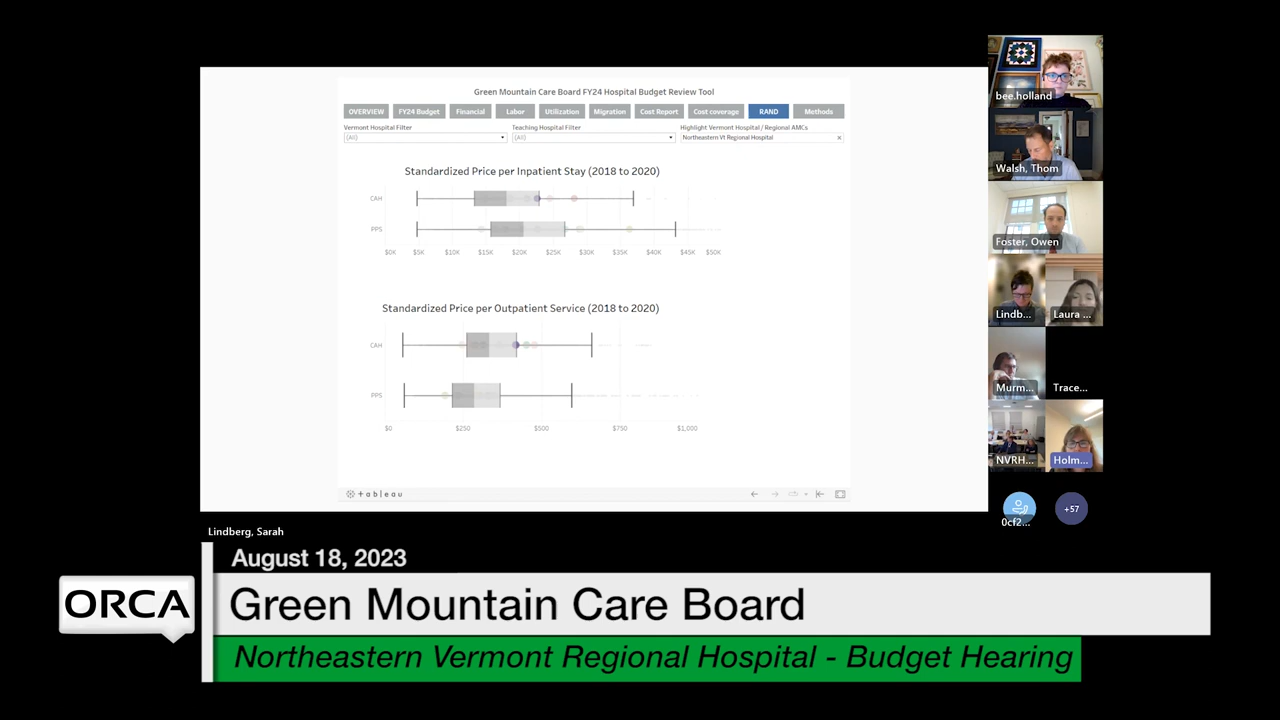 Green Mountain Care Board FY24 Hospital Budget Review Tool
OVERVIEW FY24 Budget Financial Labor Utilization Migration Cost Report Cost coverage RAND Methods
Vermont Hospital Filter Teaching Hospital Filter Highlight Vermont Hospital / Regional AMCs
(All) (All) Northeastern Vt Regional Hospital ×
Standardized Price per Inpatient Stay (2018 to 2020)
CAH
PPS
$0K $5K $10K $15K $20K $25K $30K $35K $40K $45K $50K
Standardized Price per Outpatient Service (2018 to 2020)
CAH
PPS
$0 $250 $500 $750 $1,000
+ableau
bee.holland
Walsh, Thom
Foster, Owen
Lindb... Laura ...
Murm... Trace...
NVRH... Holm...
0cf2... +57
Lindberg, Sarah
August 18, 2023
ORCA
Green Mountain Care Board
Northeastern Vermont Regional Hospital - Budget Hearing